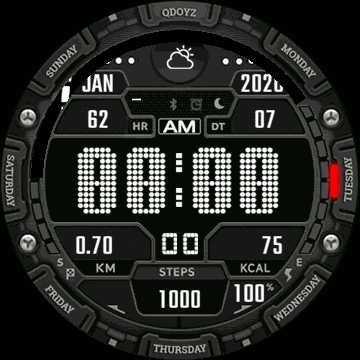 QDOYZ
SUNDAY
MONDAY
JAN
2020
62 HR AM DT 07
88:88
SATURDAY
TUESDAY
0.70 00 75
S KM STEPS KCAL E
1000 100%
FRIDAY
WEDNESDAY
THURSDAY